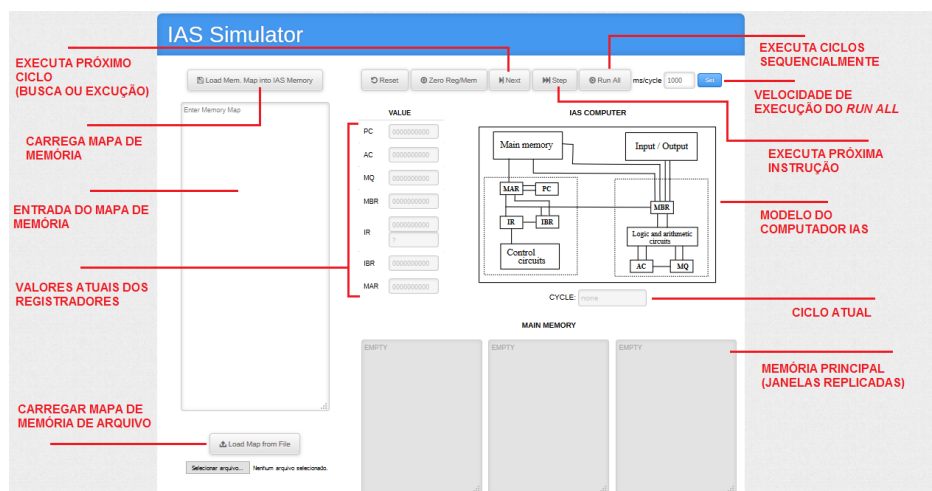 IAS Simulator
EXECUTA PRÓXIMO
CICLO
(BUSCA OU EXCUÇÃO)
EXECUTA CICLOS
SEQUENCIALMENTE
Load Mem. Map into IAS Memory
Reset
Zero Reg/Mem
Next
Step
Run All
ms/cycle
1000
Set
VELOCIDADE DE
EXECUÇÃO DO RUN ALL
Enter Memory Map
CARREGA MAPA DE
MEMÓRIA
VALUE
PC
0000000000
AC
0000000000
MQ
0000000000
MBR
0000000000
IR
0000000000
?
IBR
0000000000
MAR
0000000000
IAS COMPUTER
Main memory
Input / Output
MAR
PC
MBR
IR
IBR
Logic and arithmetic
circuits
Control
circuits
AC
MQ
EXECUTA PRÓXIMA
INSTRUÇÃO
ENTRADA DO MAPA DE
MEMÓRIA
MODELO DO
COMPUTADOR IAS
VALORES ATUAIS DOS
REGISTRADORES
CYCLE:
none
CICLO ATUAL
MAIN MEMORY
EMPTY
EMPTY
EMPTY
MEMÓRIA PRINCIPAL
(JANELAS REPLICADAS)
CARREGAR MAPA DE
MEMÓRIA DE ARQUIVO
Load Map from File
Selecionar arquivo...
Nenhum arquivo selecionado.